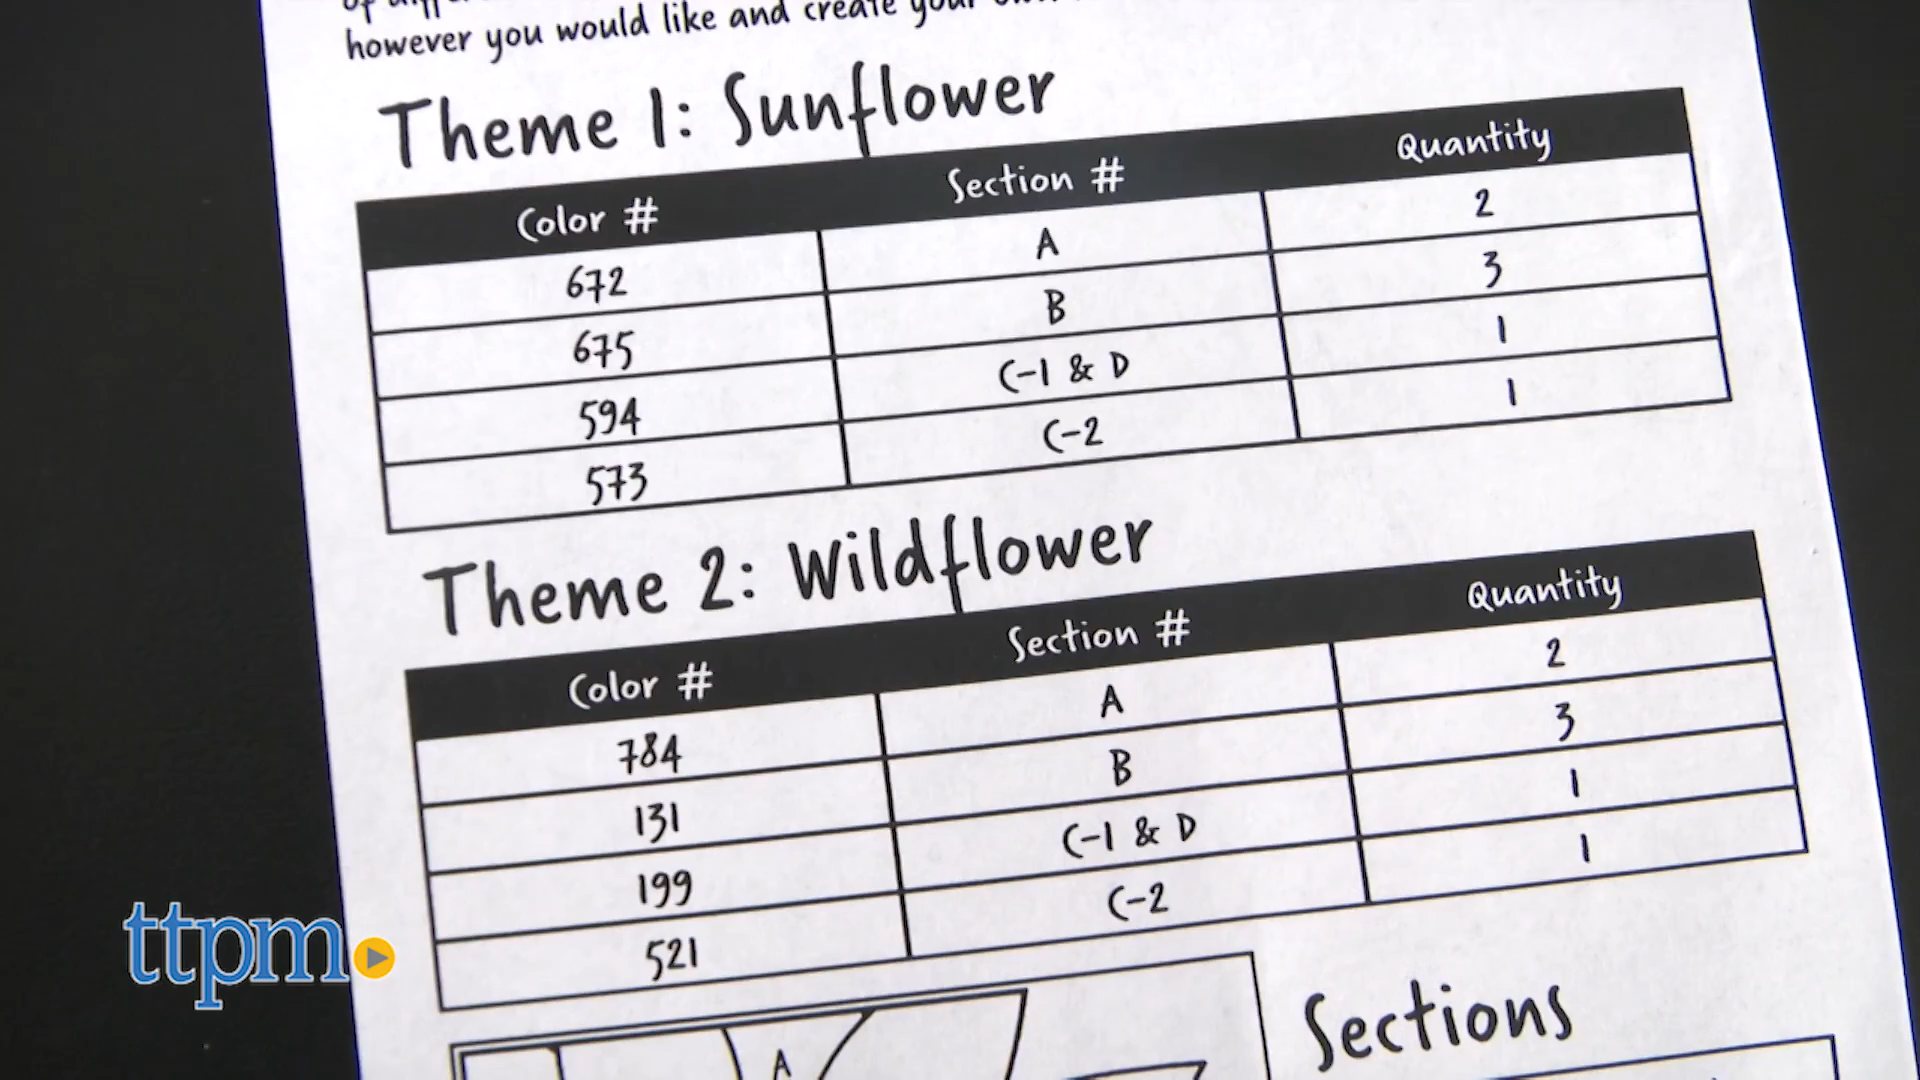 however you would like and create your own
Theme 1: Sunflower
Color # Section # Quantity
672 A 2
675 B 3
594 C-1 & D 1
573 C-2 1
Theme 2: Wildflower
Color # Section # Quantity
784 A 2
131 B 3
199 C-1 & D 1
521 C-2 1
Sections
A
ttpm